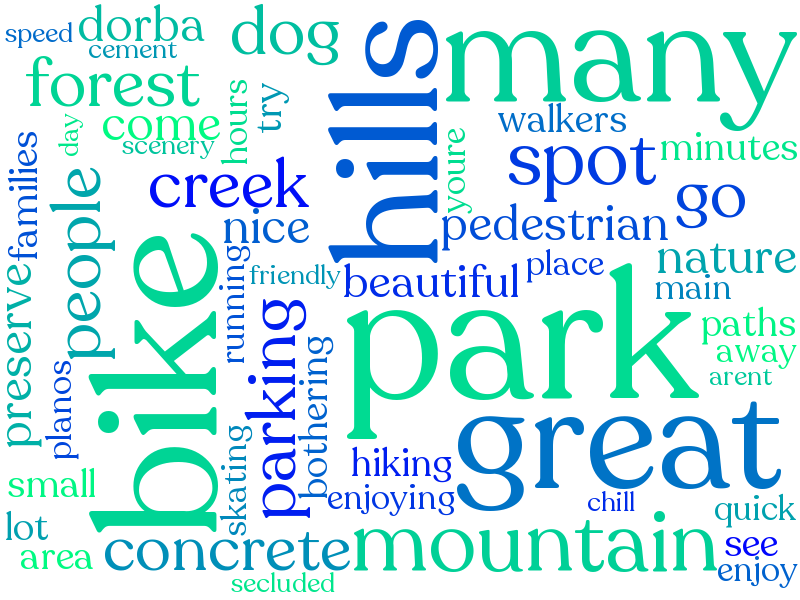 speed
dorba
cement
dog
many
hills
forest
hours
try
day
come
scenery
walkers
families
youre
spot
minutes
people
creek
go
nice
pedestrian
preserve
bike
running
friendly
beautiful
place
nature
main
park
parking
bothering
paths
away
arent
planos
great
skating
hiking
small
enjoying
chill
quick
lot
area
concrete
mountain
see
enjoy
secluded